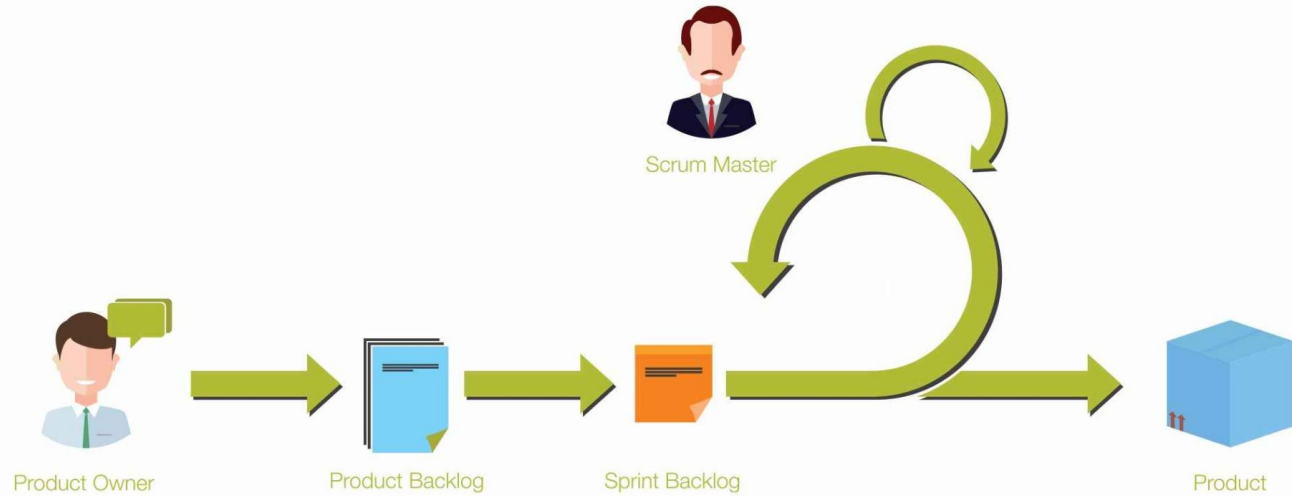 Scrum Master
Product Owner
Product Backlog
Sprint Backlog
Product